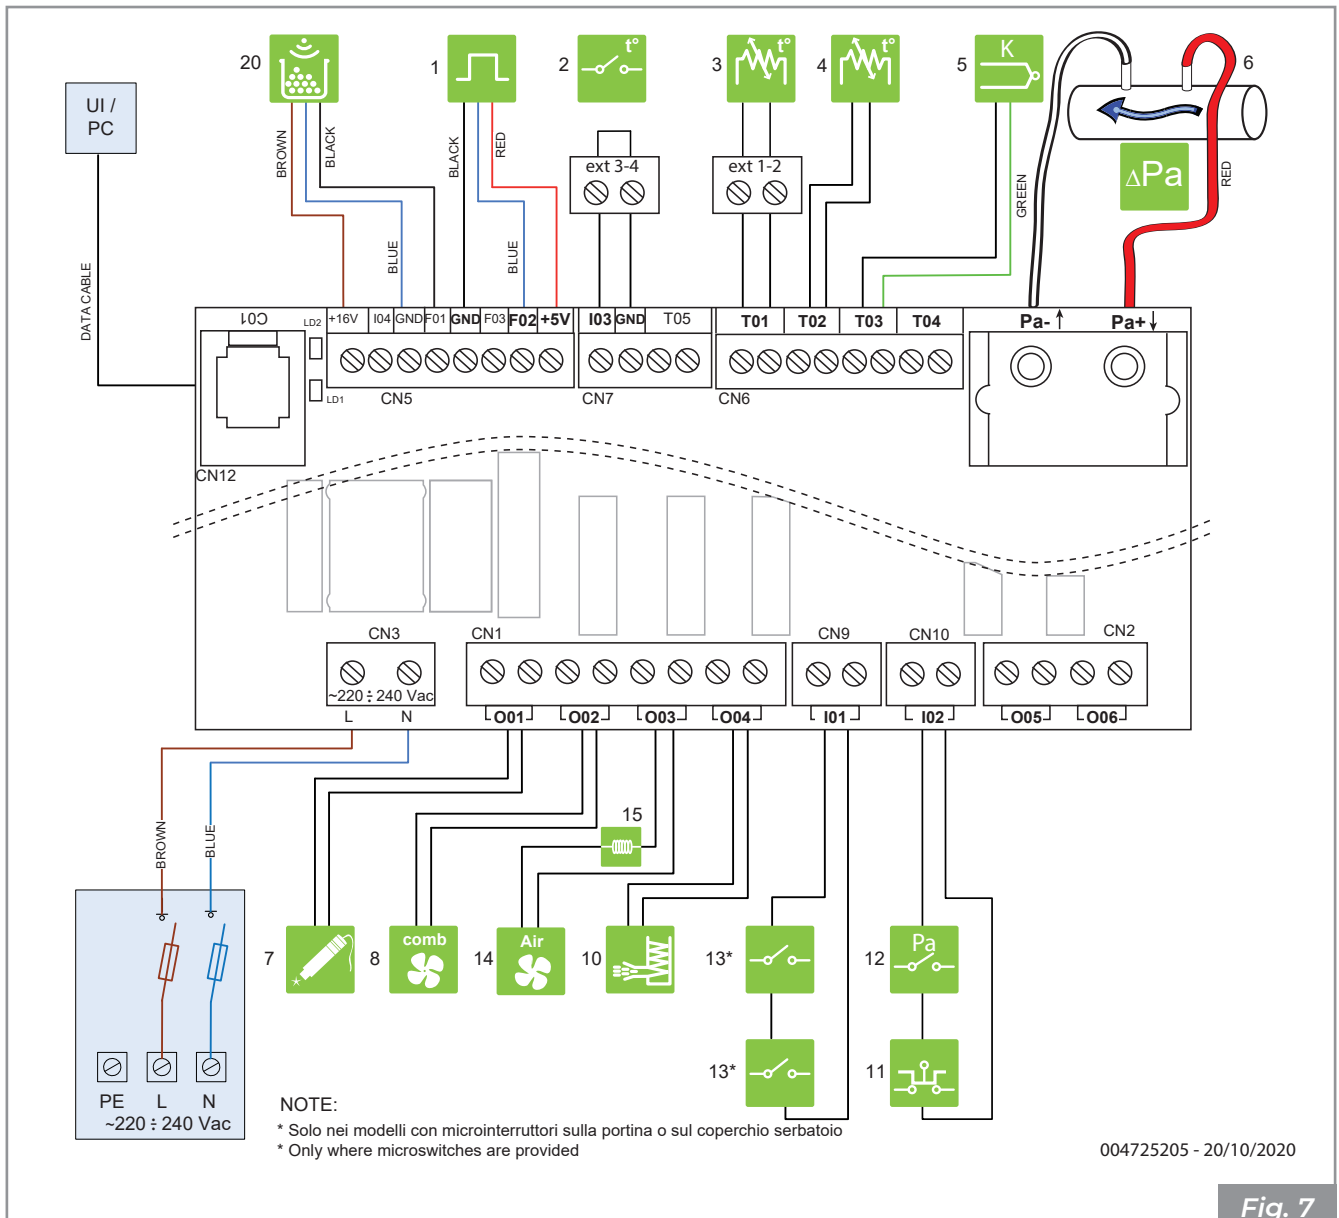 20
1
2
t°
3
t°
4
t°
5
K
6
UI /
PC
BROWN
BLACK
BLACK
RED
ext 3-4
ext 1-2
GREEN
ΔPa
RED
DATA CABLE
BLUE
BLUE
C01
LD2
+16V
I04
GND
F01
GND
F03
F02
+5V
I03
GND
T05
T01
T02
T03
T04
Pa- ↑
Pa+ ↓
LD1
CN5
CN7
CN6
CN12
CN3
CN1
CN9
CN10
CN2
~220 ÷ 240 Vac
L
N
O01
O02
O03
O04
I01
I02
O05
O06
BROWN
BLUE
15
7
8
comb
14
Air
10
13*
12
Pa
13*
11
PE
L
N
~220 ÷ 240 Vac
NOTE:
* Solo nei modelli con microinterruttori sulla portina o sul coperchio serbatoio
* Only where microswitches are provided
004725205 - 20/10/2020
Fig. 7